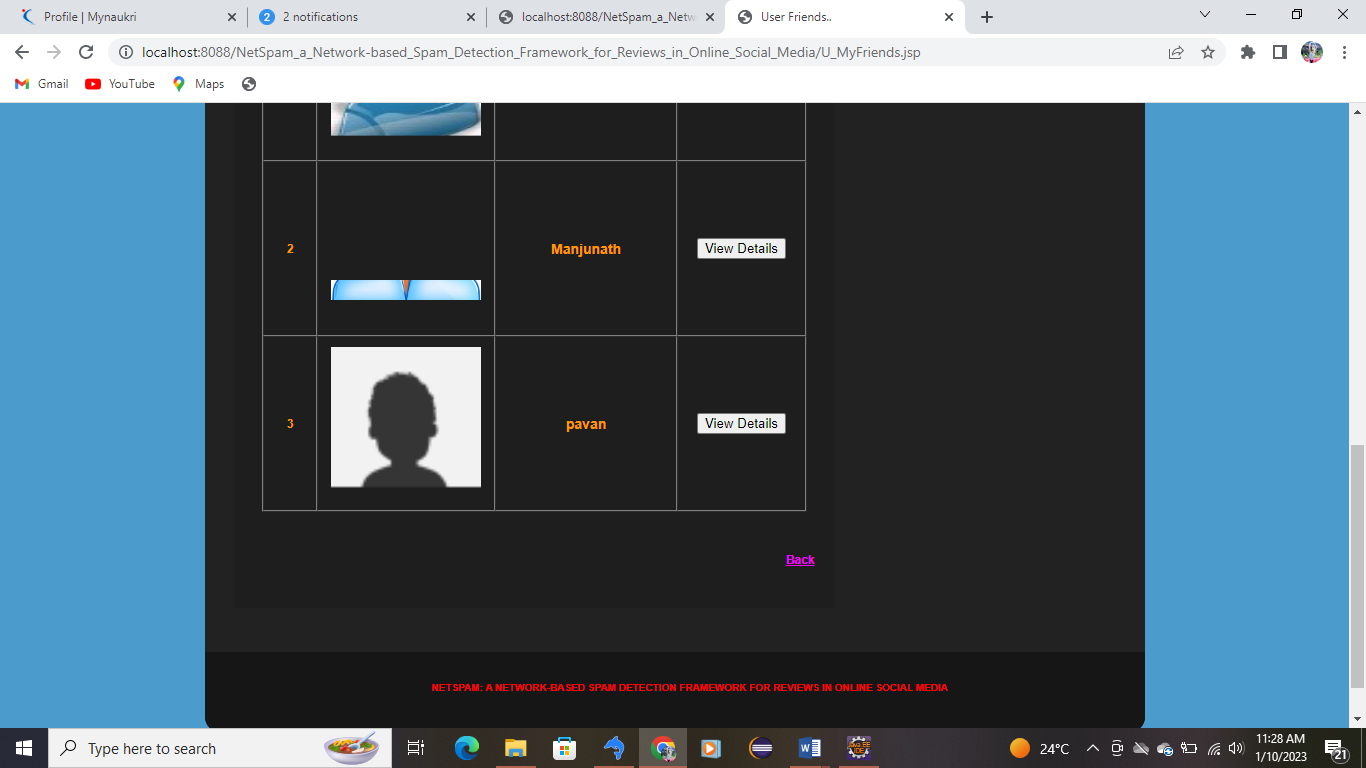 Profile | Mynaukri
2 2 notifications
localhost:8088/NetSpam_a_Netw
User Friends..
localhost:8088/NetSpam_a_Network-based_Spam_Detection_Framework_for_Reviews_in_Online_Social_Media/U_MyFriends.jsp
Gmail YouTube Maps
2 Manjunath View Details
3 pavan View Details
Back
NETSPAM: A NETWORK-BASED SPAM DETECTION FRAMEWORK FOR REVIEWS IN ONLINE SOCIAL MEDIA
Type here to search
24°C
11:28 AM
1/10/2023
21